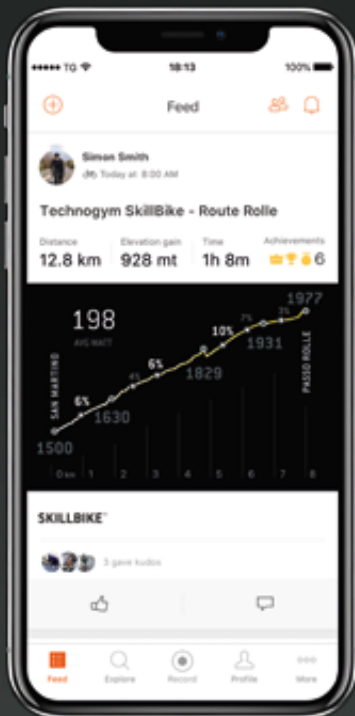 TG 18:13 100%
Feed
Simon Smith
Today at 8:00 AM
Technogym SkillBike - Route Rolle
Distance Elevation gain Time Achievements
12.8 km 928 mt 1h 8m 6
198
AVG WATT
SAN MARTINO
1500
6%
1630
4%
6%
1829
10%
7%
1931
3%
1977
PASSO ROLLE
0 km 1 2 3 4 5 6 7 8
SKILLBIKE™
3 gave kudos
Feed Explore Record Profile More